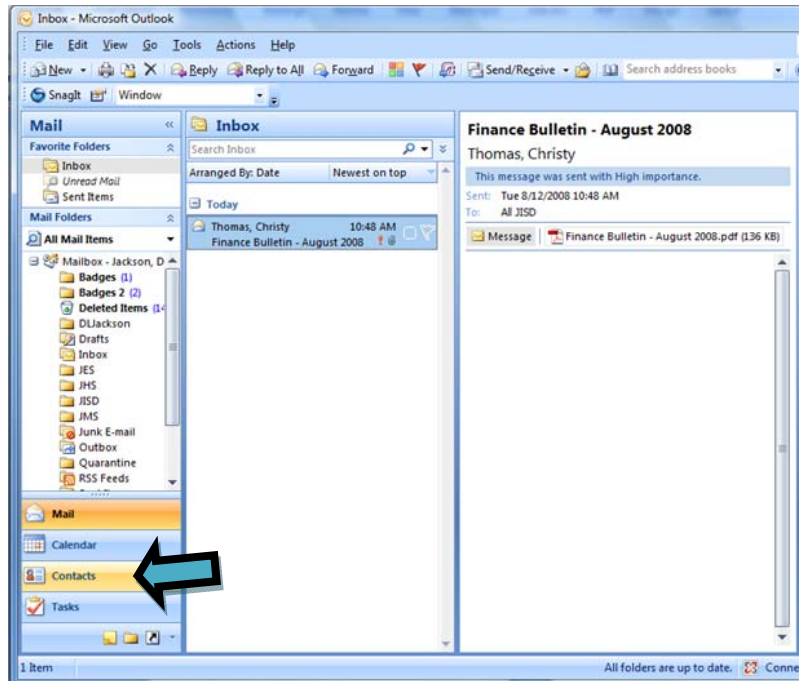 Inbox - Microsoft Outlook
File Edit View Go Tools Actions Help
New Reply Reply to All Forward Send/Receive Search address books
SnagIt Window
Mail «
Favorite Folders
Inbox
Unread Mail
Sent Items
Mail Folders
All Mail Items
Mailbox - Jackson, D
Badges (1)
Badges 2 (2)
Deleted Items (14
DLJackson
Drafts
Inbox
JES
JHS
JISD
JMS
Junk E-mail
Outbox
Quarantine
RSS Feeds
Mail
Calendar
Contacts
Tasks
Inbox
Search Inbox
Arranged By: Date Newest on top
Today
Thomas, Christy 10:48 AM
Finance Bulletin - August 2008
Finance Bulletin - August 2008
Thomas, Christy
This message was sent with High importance.
Sent: Tue 8/12/2008 10:48 AM
To: All JISD
Message Finance Bulletin - August 2008.pdf (136 KB)
1 Item All folders are up to date. Conne